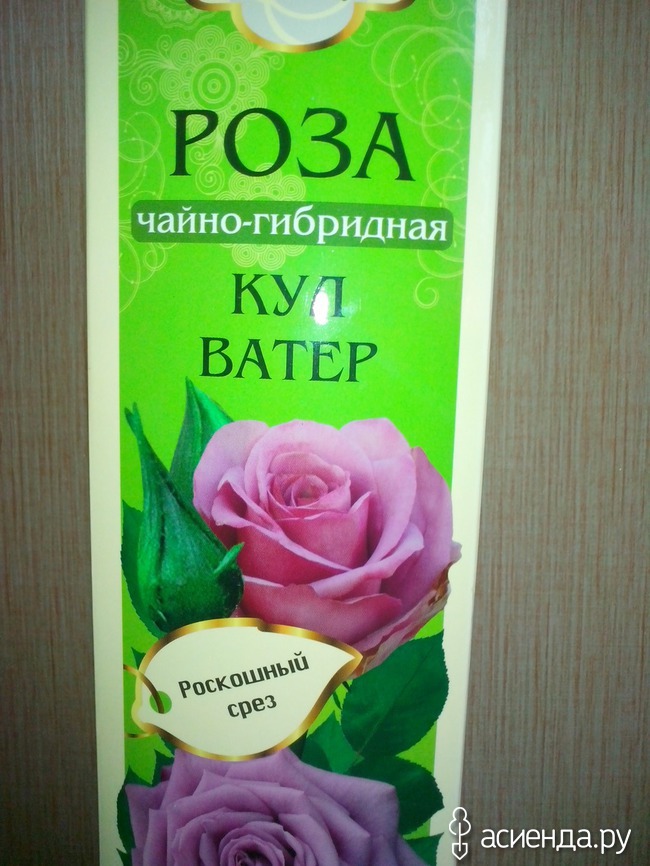 РОЗА
чайно-гибридная
КУЛ
ВАТЕР
Роскошный
срез
асиенда.ру